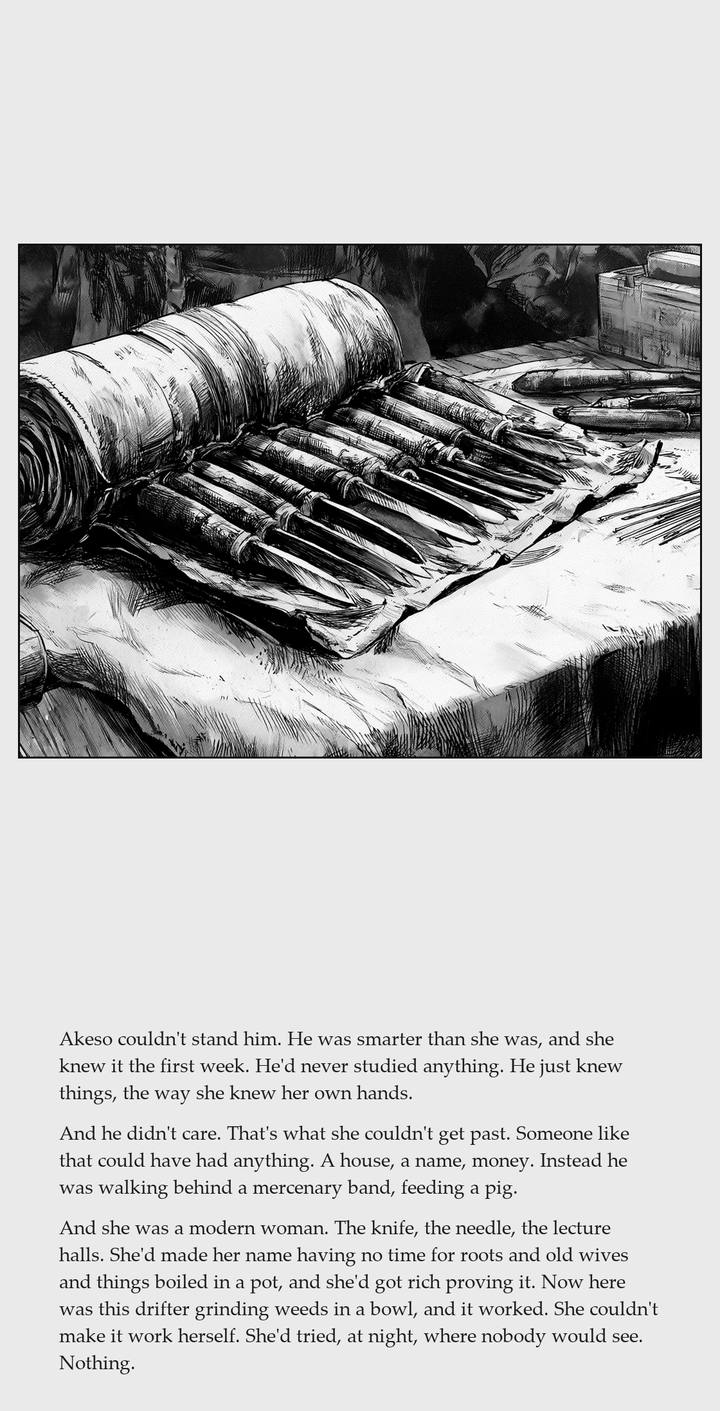 Akeso couldn't stand him. He was smarter than she was, and she
knew it the first week. He'd never studied anything. He just knew
things, the way she knew her own hands.
And he didn't care. That's what she couldn't get past. Someone like
that could have had anything. A house, a name, money. Instead he
was walking behind a mercenary band, feeding a pig.
And she was a modern woman. The knife, the needle, the lecture
halls. She'd made her name having no time for roots and old wives
and things boiled in a pot, and she'd got rich proving it. Now here
was this drifter grinding weeds in a bowl, and it worked. She couldn't
make it work herself. She'd tried, at night, where nobody would see.
Nothing.